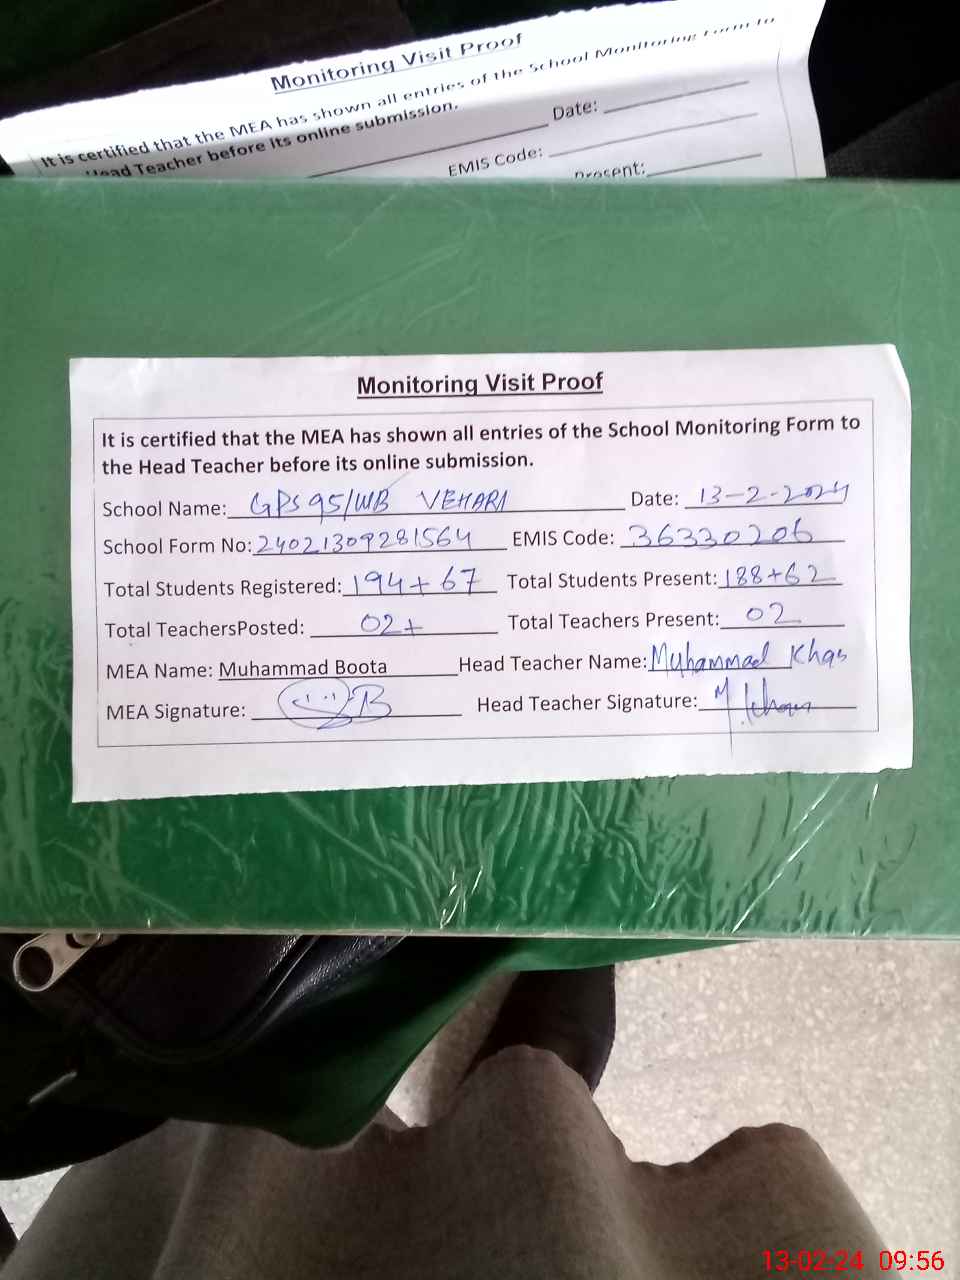 Monitoring Visit Proof
It is certified that the MEA has shown all entries of the School Monitoring Form to
Head Teacher before its online submission.
Date:
EMIS Code:
Present:
Monitoring Visit Proof
It is certified that the MEA has shown all entries of the School Monitoring Form to
the Head Teacher before its online submission.
School Name: GPS 95/WB VEHARI Date: 13-2-2024
School Form No: 24021309281564 EMIS Code: 36330206
Total Students Registered: 194+67 Total Students Present: 188+62
Total TeachersPosted: 02+ Total Teachers Present: 02
MEA Name: Muhammad Boota Head Teacher Name: Muhammad Khas
MEA Signature: Head Teacher Signature:
13-02-24 09:56